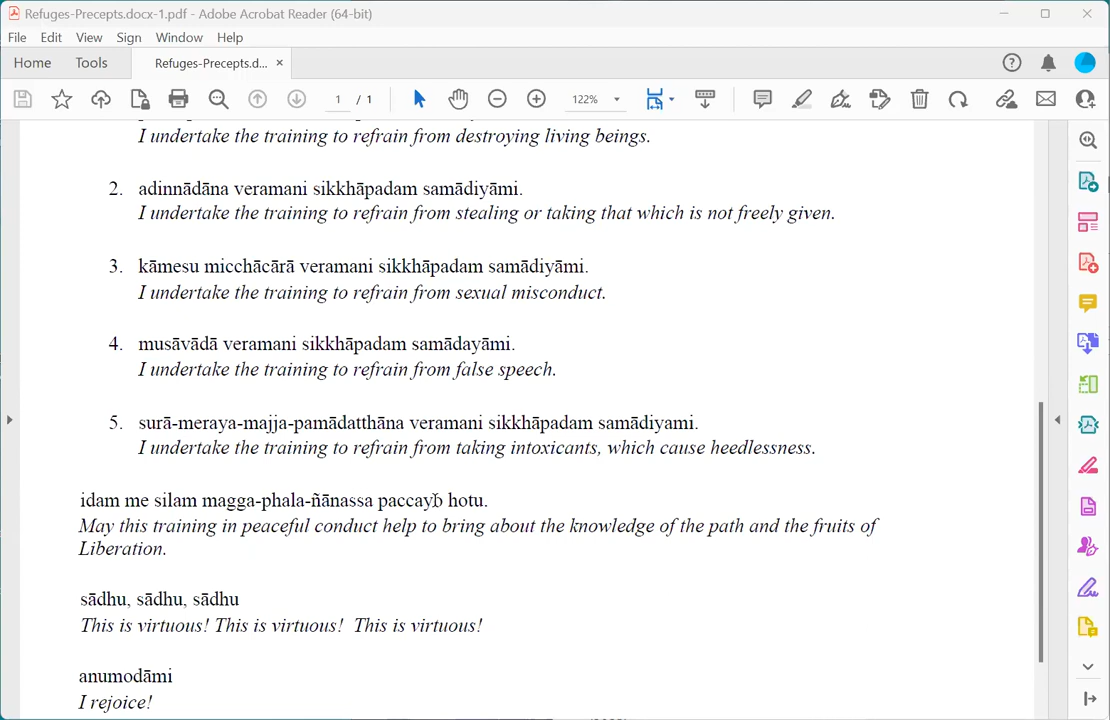 Refuges-Precepts.docx-1.pdf - Adobe Acrobat Reader (64-bit)
File Edit View Sign Window Help
Home Tools Refuges-Precepts.d... ×
1 / 1 122%
I undertake the training to refrain from destroying living beings.
2. adinnādāna veramani sikkhāpadam samādiyāmi.
I undertake the training to refrain from stealing or taking that which is not freely given.
3. kāmesu micchācārā veramani sikkhāpadam samādiyāmi.
I undertake the training to refrain from sexual misconduct.
4. musāvādā veramani sikkhāpadam samādayāmi.
I undertake the training to refrain from false speech.
5. surā-meraya-majja-pamādatthāna veramani sikkhāpadam samādiyami.
I undertake the training to refrain from taking intoxicants, which cause heedlessness.
idam me silam magga-phala-ñānassa hotu.
May this training in peaceful conduct help to bring about the knowledge of the path and the fruits of
Liberation.
sādhu, sādhu, sādhu
This is virtuous! This is virtuous! This is virtuous!
anumodāmi
I rejoice!